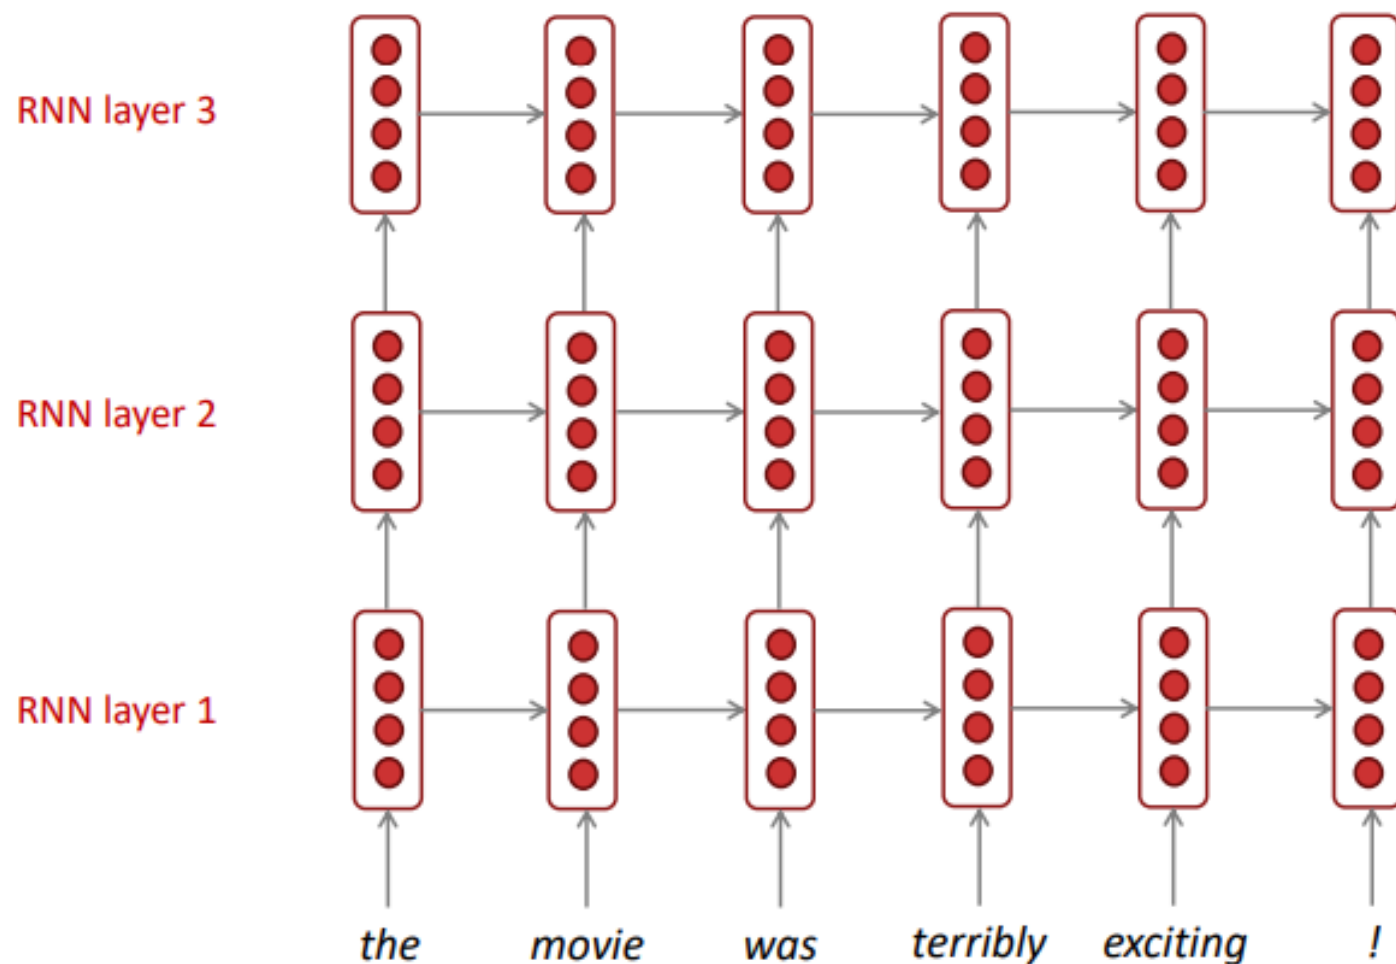 RNN layer 3
RNN layer 2
RNN layer 1
the movie was terribly exciting !